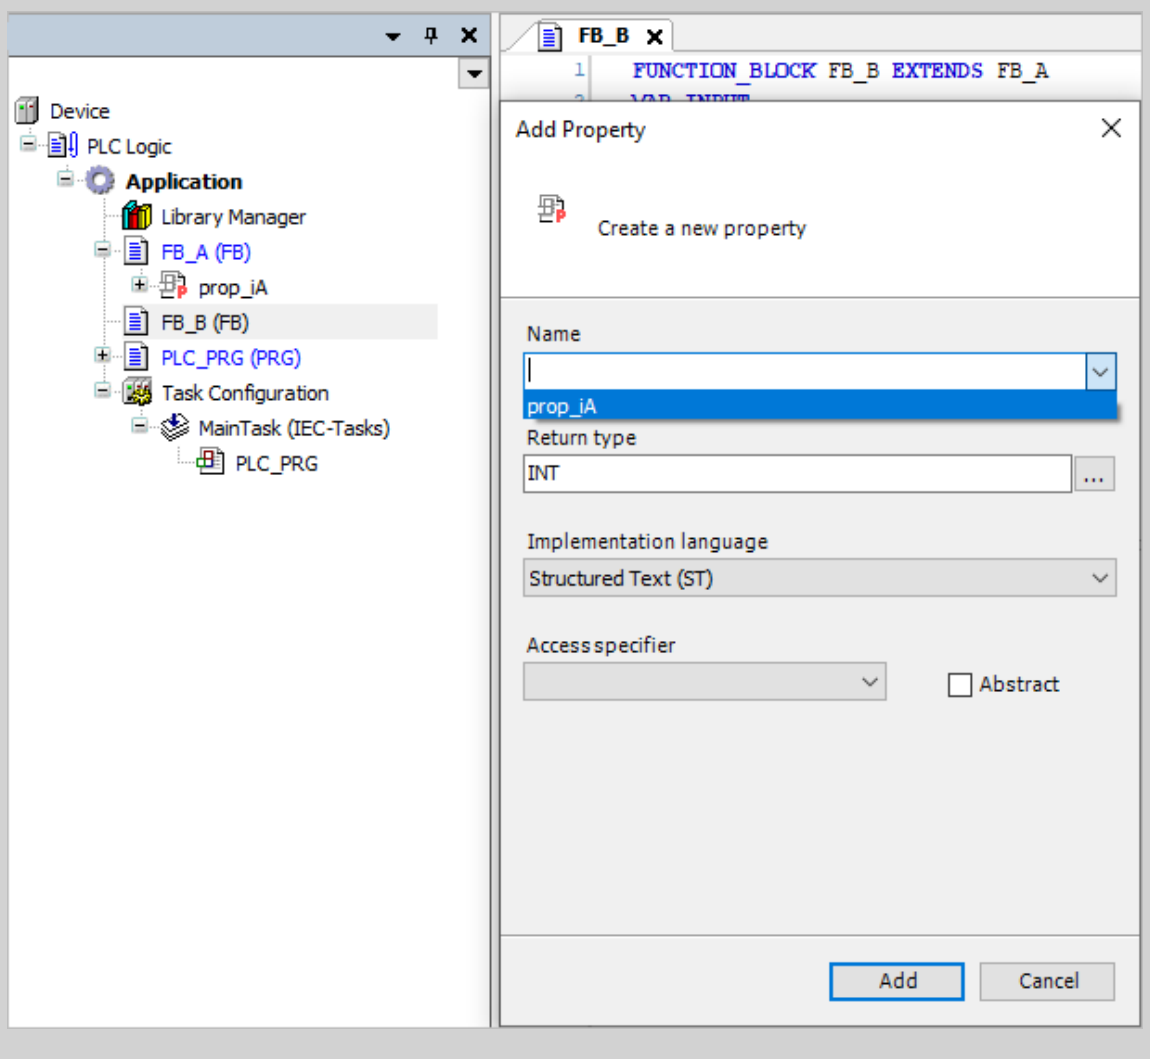 Device
PLC Logic
Application
Library Manager
FB_A (FB)
prop_iA
FB_B (FB)
PLC_PRG (PRG)
Task Configuration
MainTask (IEC-Tasks)
PLC_PRG
FB_B
1 FUNCTION_BLOCK FB_B EXTENDS FB_A
2 VAR_INPUT
Add Property
Create a new property
Name
prop_iA
Return type
INT
...
Implementation language
Structured Text (ST)
Access specifier
Abstract
Add
Cancel